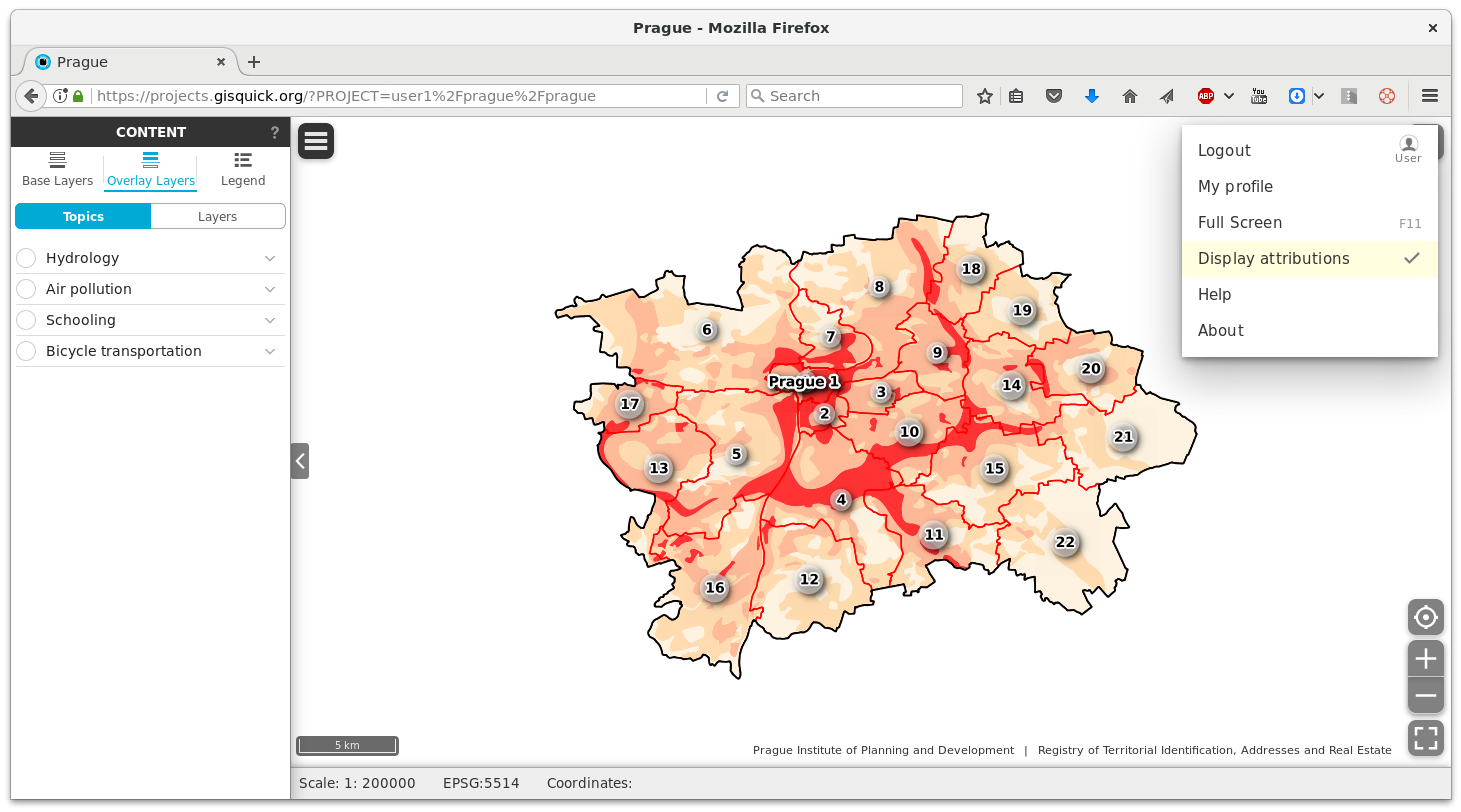 Prague - Mozilla Firefox
Prague
https://projects.gisquick.org/?PROJECT=user1%2Fprague%2Fprague
Search
ABP
You Tube
CONTENT ?
Base Layers Overlay Layers Legend
Topics Layers
Hydrology
Air pollution
Schooling
Bicycle transportation
Logout
User
My profile
Full Screen F11
Display attributions
Help
About
18
8
19
6
7
9
20
Prague 1
14
3
17
2
10
21
5
13
15
4
11
22
12
16
5 km
Prague Institute of Planning and Development | Registry of Territorial Identification, Addresses and Real Estate
Scale: 1: 200000 EPSG:5514 Coordinates: